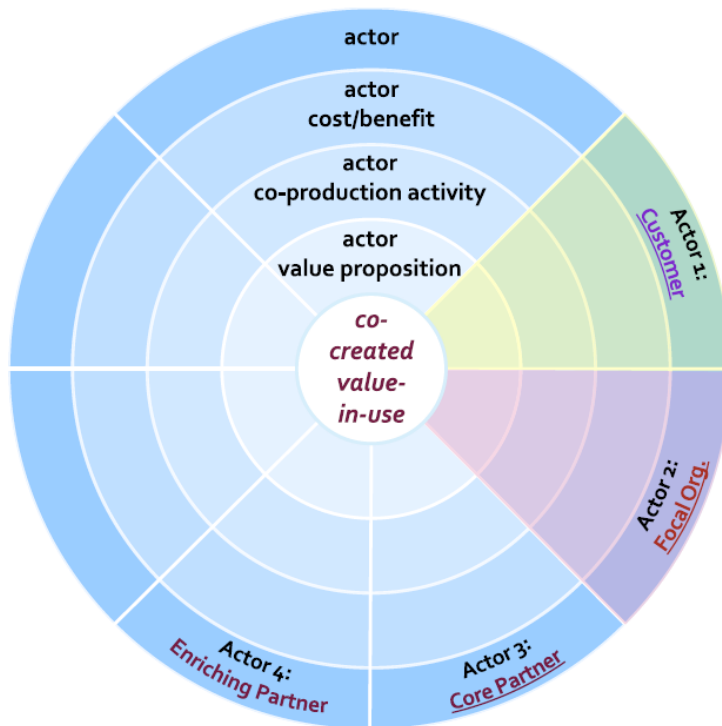 actor
actor
cost/benefit
actor
co-production activity
actor
value proposition
co-
created
value-
in-use
Actor 1:
Customer
Actor 2:
Focal Org.
Actor 3:
Core Partner
Actor 4:
Enriching Partner